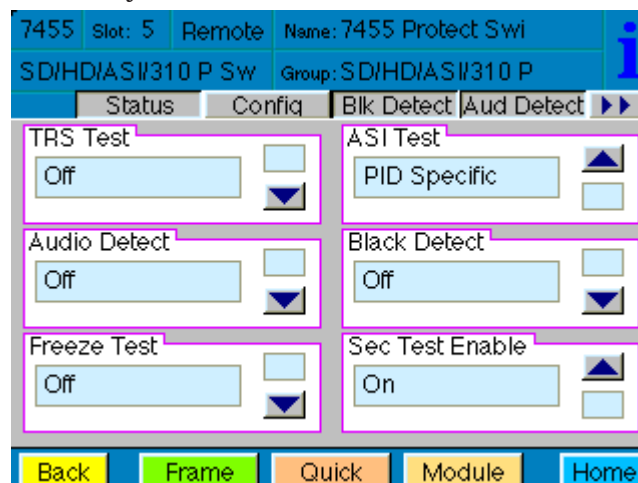 7455 Slot: 5 Remote Name: 7455 Protect Swi
SD/HD/ASI/310 P Sw Group: SD/HD/ASI/310 P
Status Config Blk Detect Aud Detect
TRS Test ASI Test
Off PID Specific
Audio Detect Black Detect
Off Off
Freeze Test Sec Test Enable
Off On
Back Frame Quick Module Home